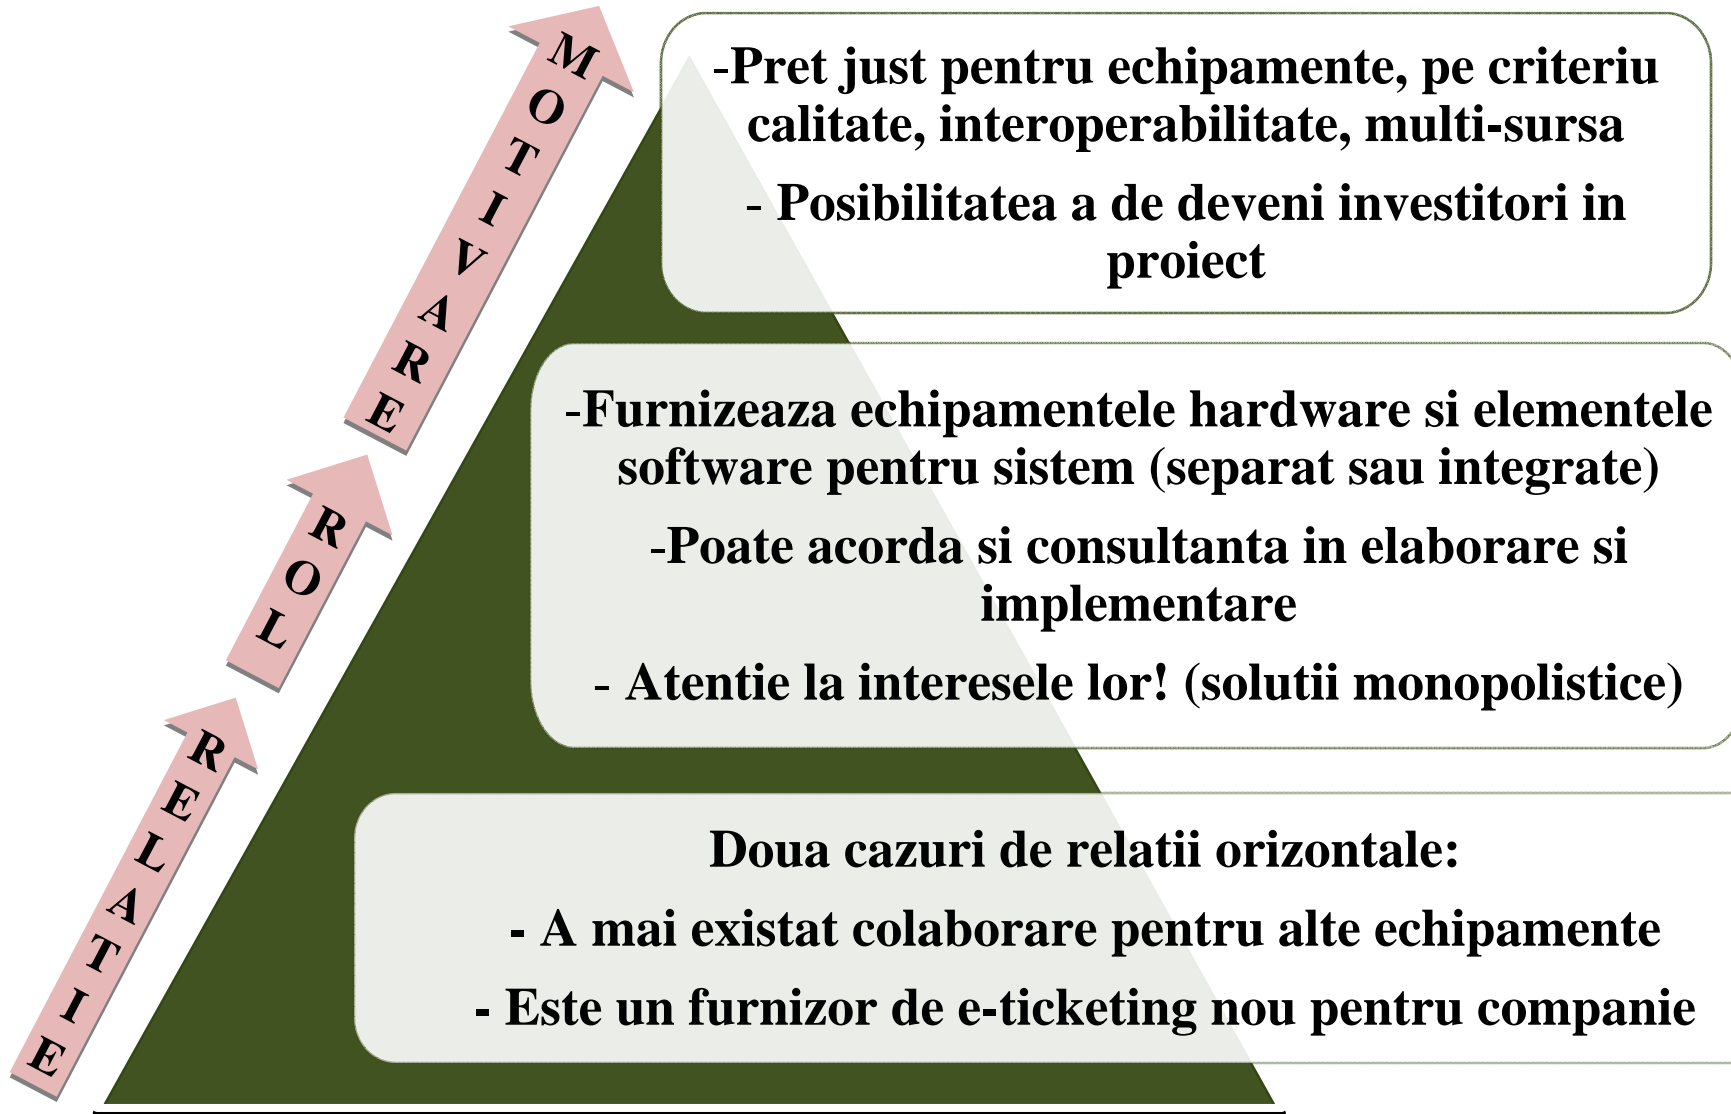 MOTIVARE
-Pret just pentru echipamente, pe criteriu
calitate, interoperabilitate, multi-sursa
- Posibilitatea a de deveni investitori in
proiect
ROL
-Furnizeaza echipamentele hardware si elementele
software pentru sistem (separat sau integrate)
-Poate acorda si consultanta in elaborare si
implementare
- Atentie la interesele lor! (solutii monopolistice)
RELATIE
Doua cazuri de relatii orizontale:
- A mai existat colaborare pentru alte echipamente
- Este un furnizor de e-ticketing nou pentru companie